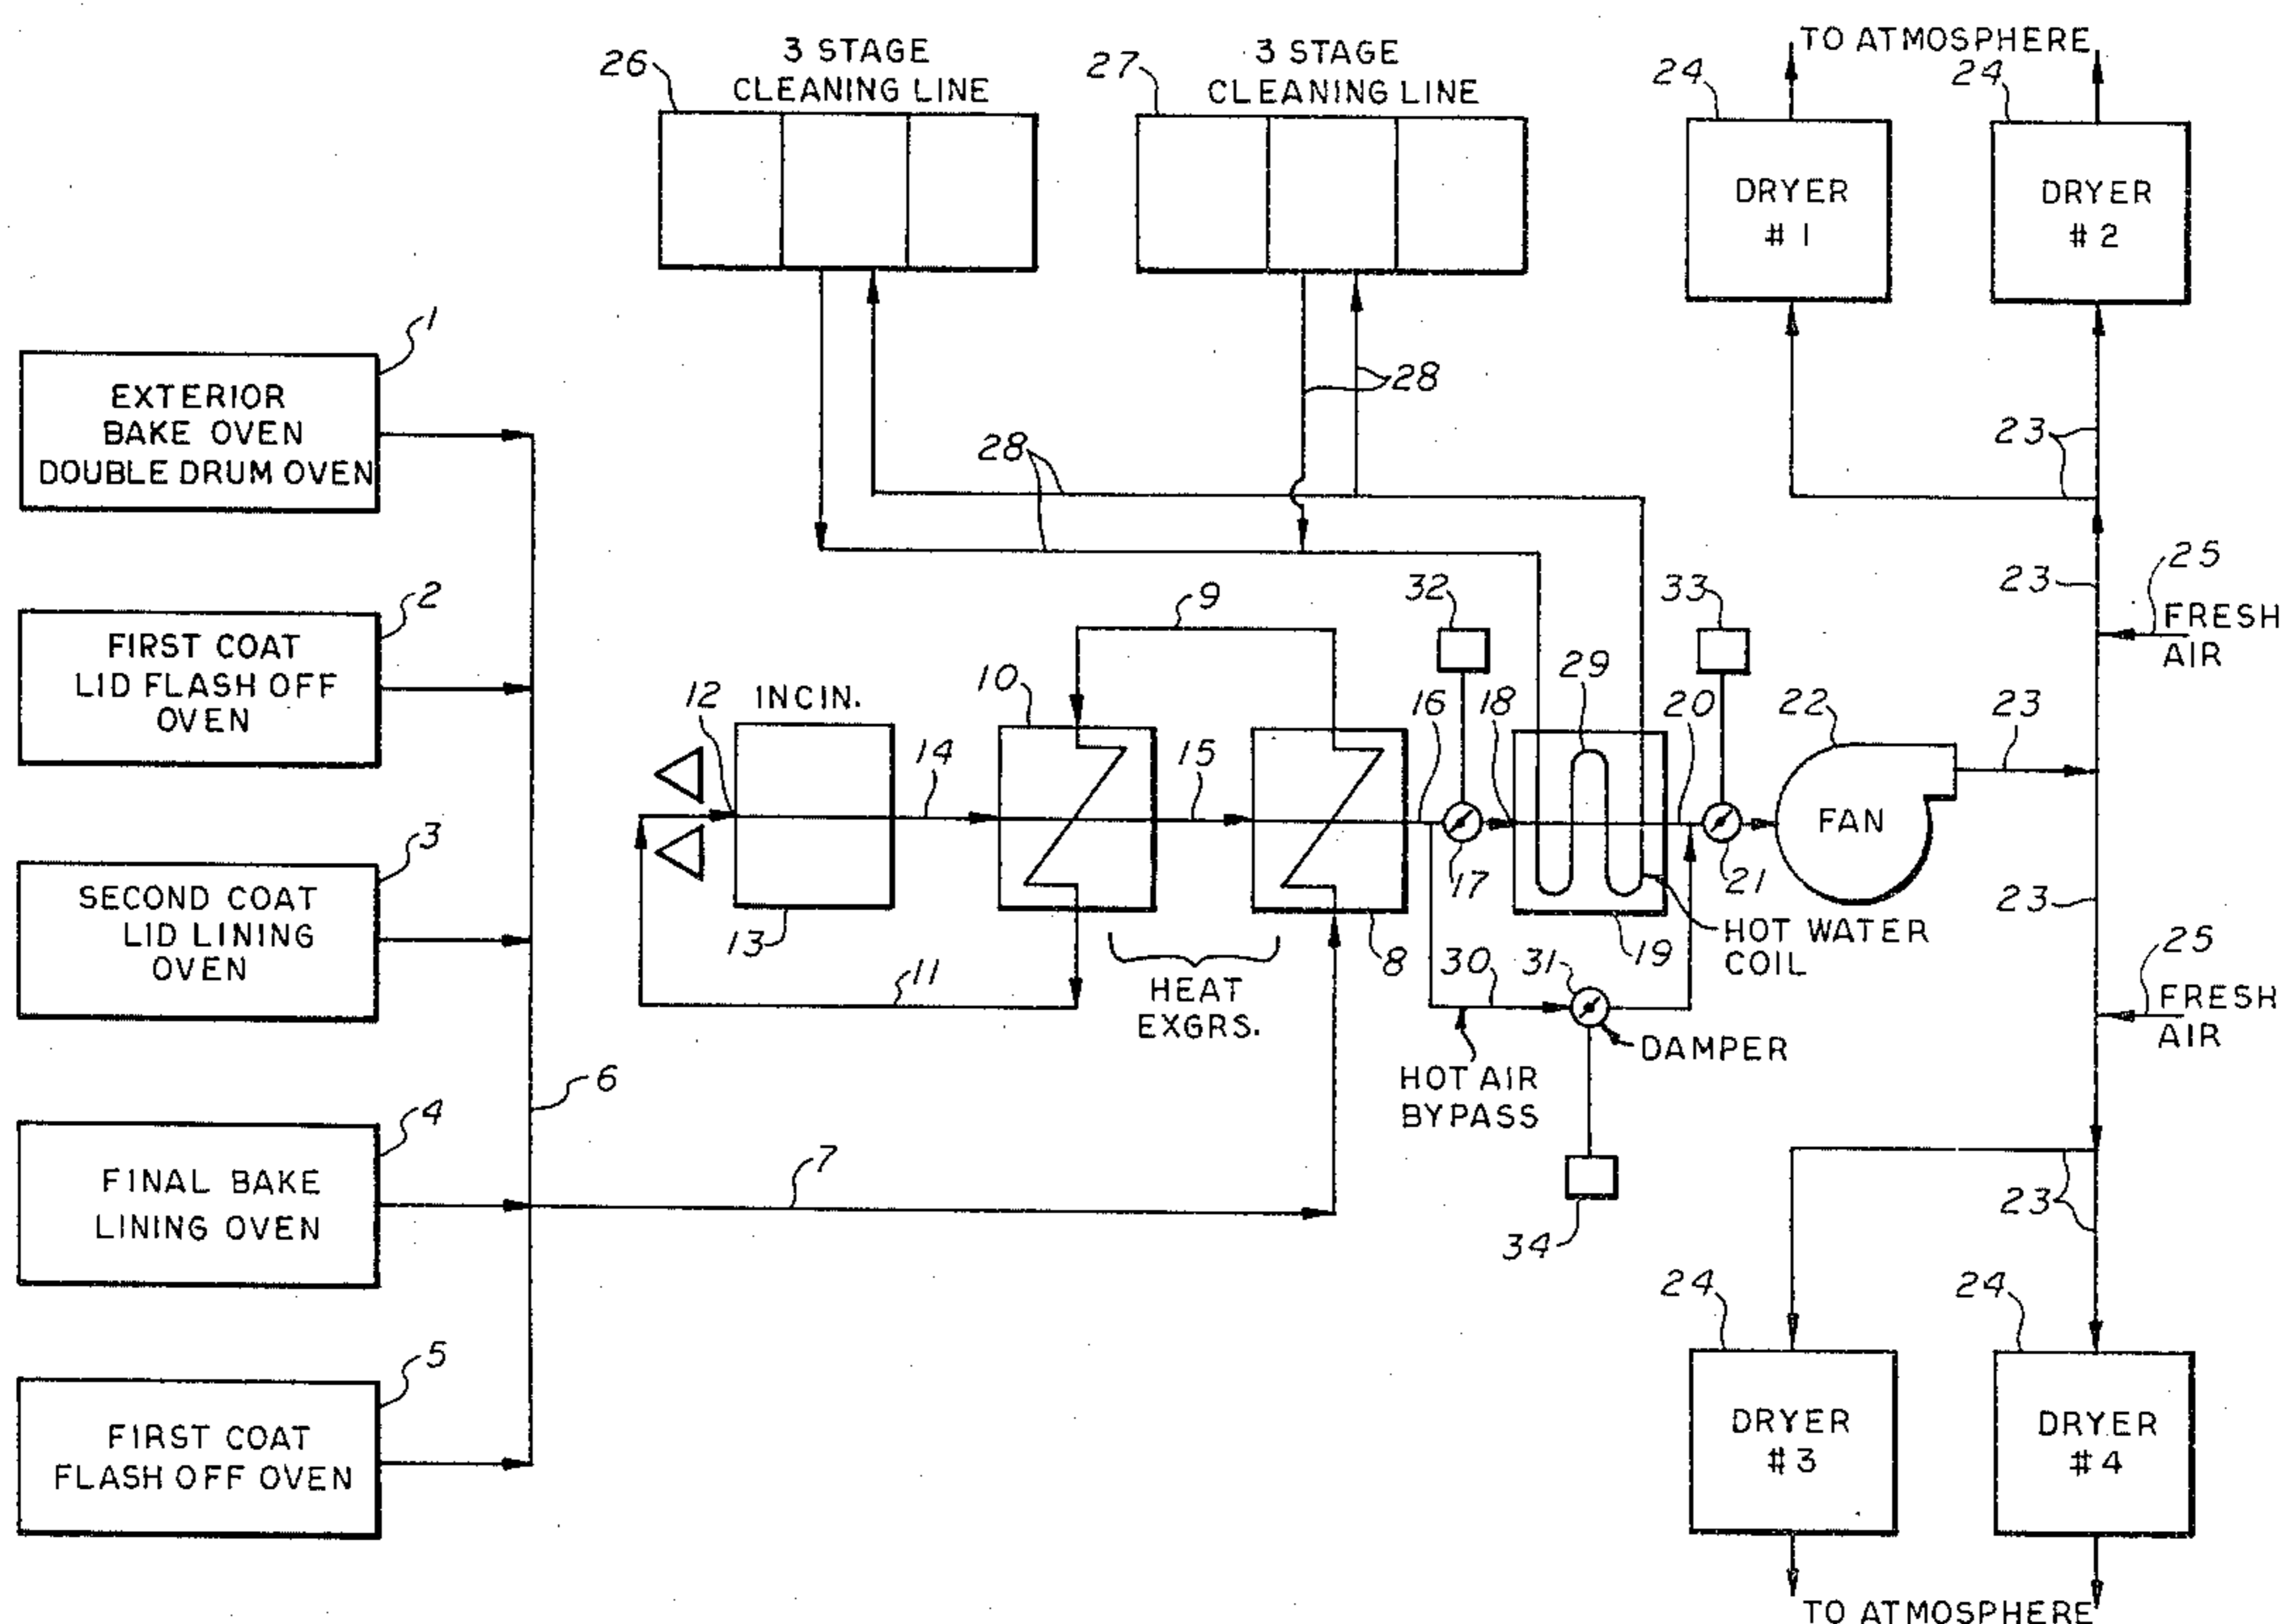 TO ATMOSPHERE
3 STAGE
CLEANING LINE
26
3 STAGE
CLEANING LINE
27
24
24
DRYER
# 1
DRYER
# 2
1
EXTERIOR
BAKE OVEN
DOUBLE DRUM OVEN
28
28
23
2
FIRST COAT
LID FLASH OFF
OVEN
9
32
33
23
25
FRESH
AIR
12
INCIN.
10
14
15
16
18
29
20
22
FAN
23
17
21
3
SECOND COAT
LID LINING
OVEN
13
11
HEAT
EXGRS.
8
30
31
19
HOT WATER
COIL
23
25
FRESH
AIR
DAMPER
HOT AIR
BYPASS
6
4
FINAL BAKE
LINING OVEN
7
34
23
24
24
5
FIRST COAT
FLASH OFF OVEN
DRYER
#3
DRYER
#4
TO ATMOSPHERE